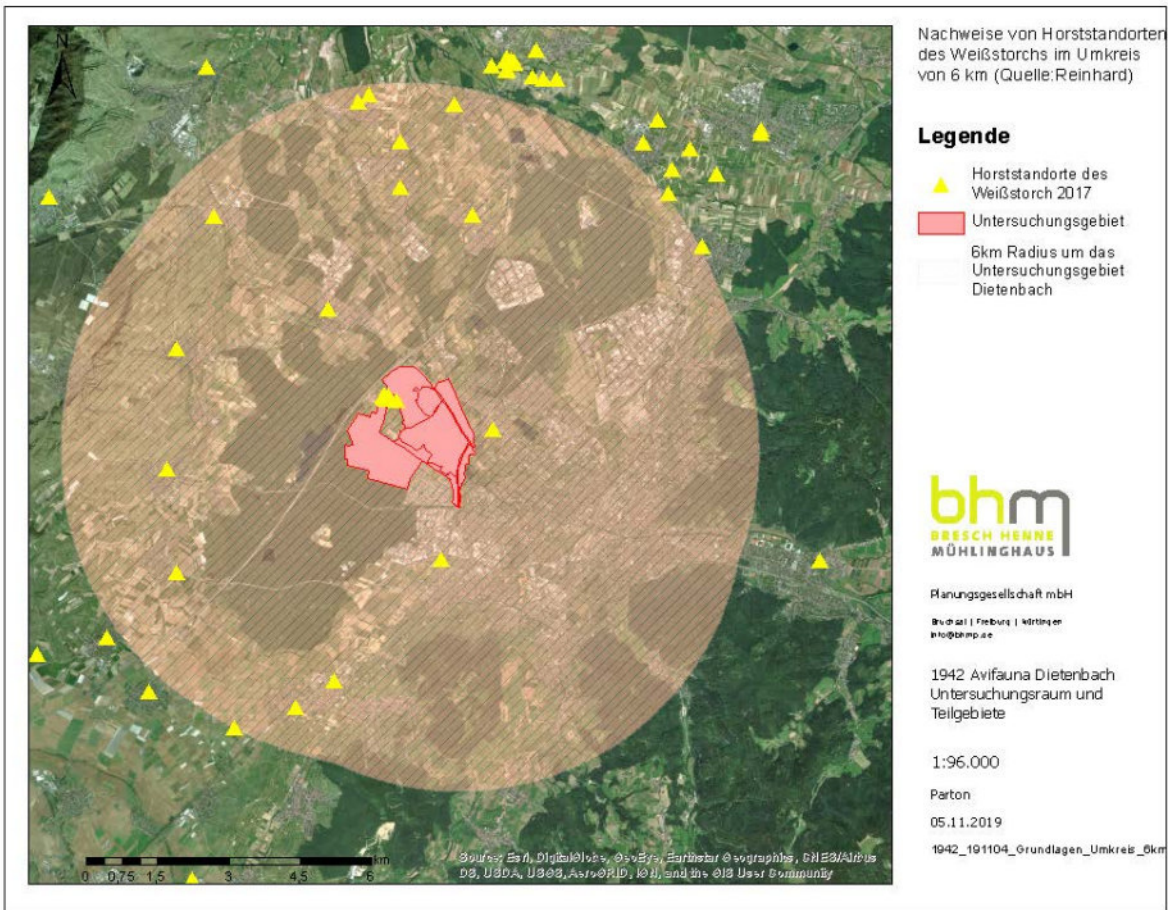 Nachweise von Horststandorten
des Weißstorchs im Umkreis
von 6 km (Quelle:Reinhard)
Legende
Horststandorte des
Weißstorch 2017
Untersuchungsgebiet
6km Radius um das
Untersuchungsgebiet
Dietenbach
bhm
BRESCH HENNE
MÜHLINGHAUS
Planungsgesellschaft mbH
Bruchsal | Freiburg | Nürtingen
info@bhmp.de
1942 Avifauna Dietenbach
Untersuchungsraum und
Teilgebiete
1:96.000
Parton
05.11.2019
1942_191104_Grundlagen_Umkreis_6km
N
km
0 0,75 1,5 3 4,5 6
Source: Esri, DigitalGlobe, GeoEye, Earthstar Geographics, CNES/Airbus
DS, USDA, USGS, AeroGRID, IGN, and the GIS User Community